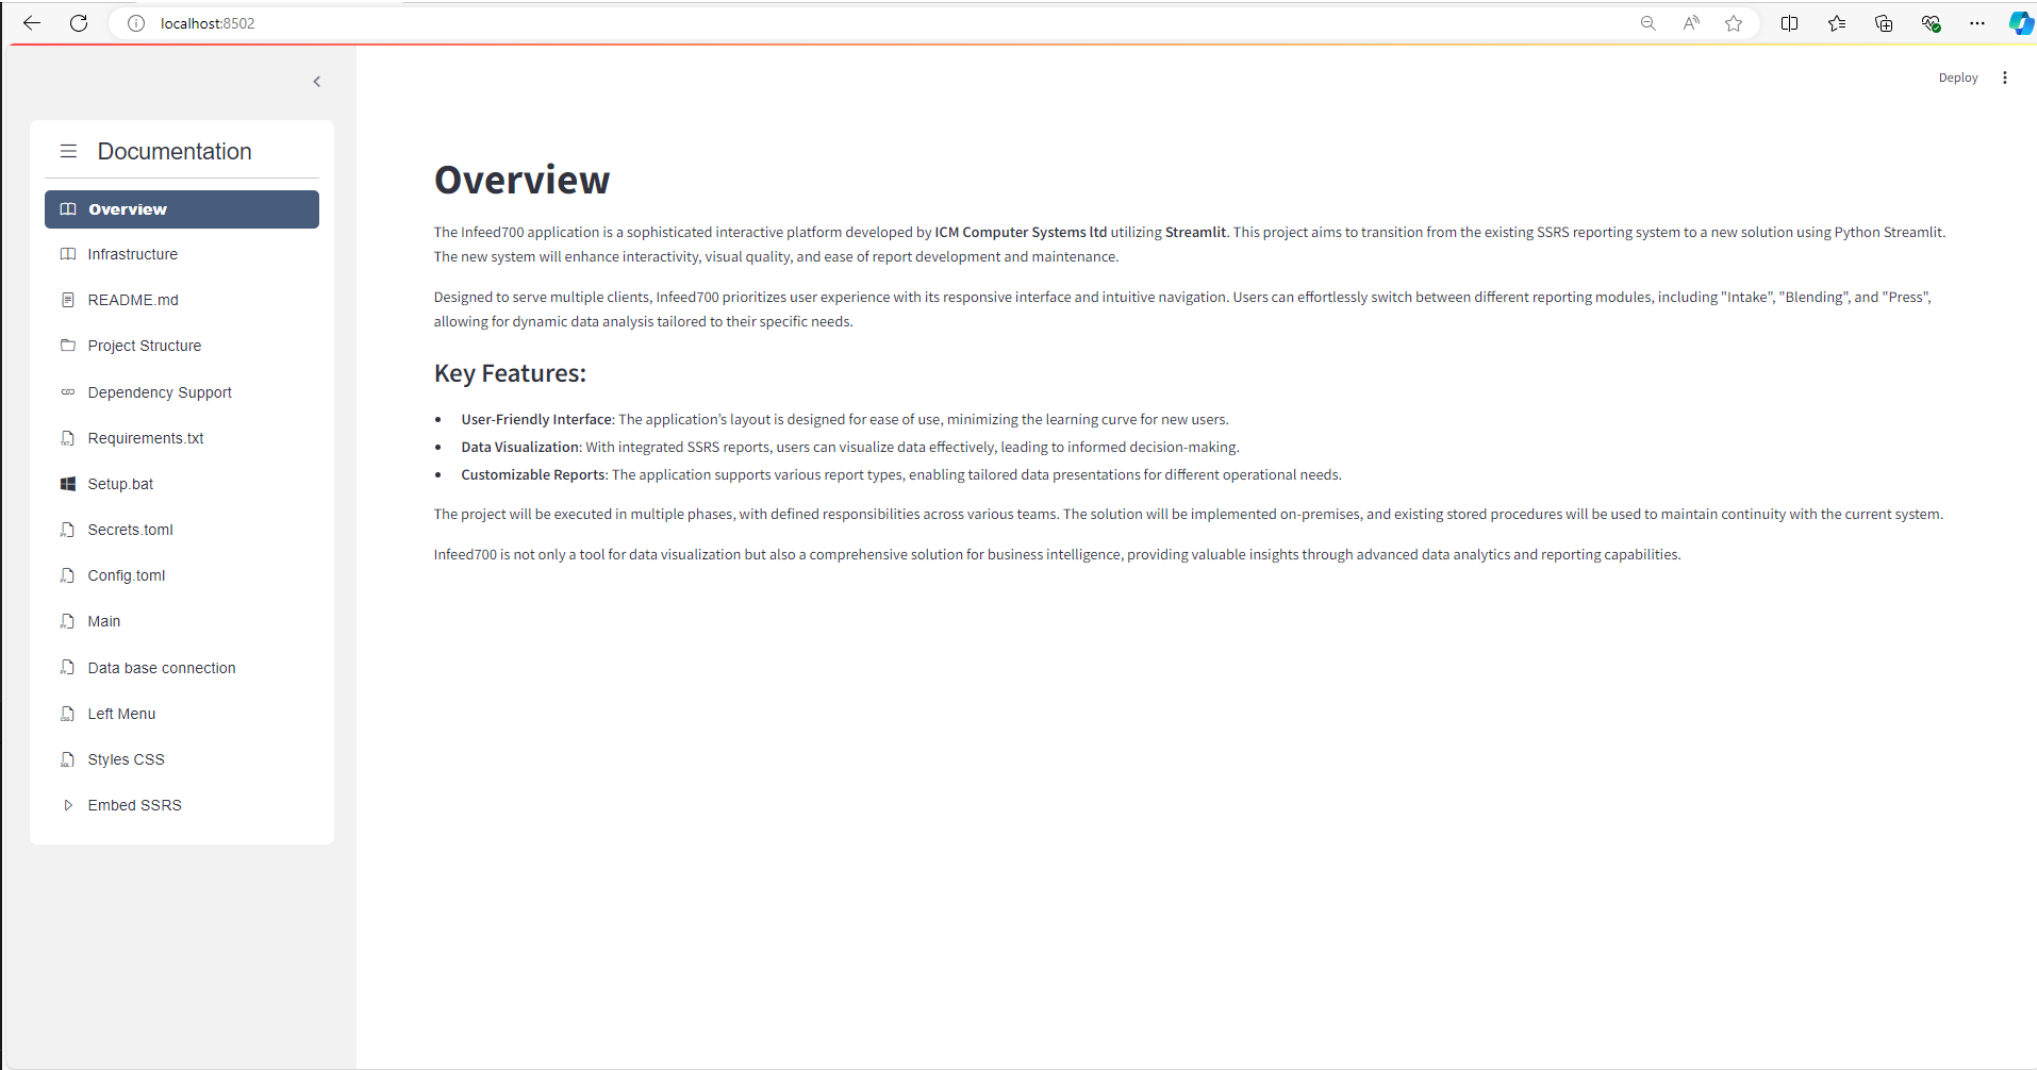 localhost:8502
Deploy
Documentation
Overview
Infrastructure
README.md
Project Structure
Dependency Support
Requirements.txt
Setup.bat
Secrets.toml
Config.toml
Main
Data base connection
Left Menu
Styles CSS
Embed SSRS
Overview
The Infeed700 application is a sophisticated interactive platform developed by ICM Computer Systems ltd utilizing Streamlit. This project aims to transition from the existing SSRS reporting system to a new solution using Python Streamlit.
The new system will enhance interactivity, visual quality, and ease of report development and maintenance.
Designed to serve multiple clients, Infeed700 prioritizes user experience with its responsive interface and intuitive navigation. Users can effortlessly switch between different reporting modules, including "Intake", "Blending", and "Press",
allowing for dynamic data analysis tailored to their specific needs.
Key Features:
• User-Friendly Interface: The application’s layout is designed for ease of use, minimizing the learning curve for new users.
• Data Visualization: With integrated SSRS reports, users can visualize data effectively, leading to informed decision-making.
• Customizable Reports: The application supports various report types, enabling tailored data presentations for different operational needs.
The project will be executed in multiple phases, with defined responsibilities across various teams. The solution will be implemented on-premises, and existing stored procedures will be used to maintain continuity with the current system.
Infeed700 is not only a tool for data visualization but also a comprehensive solution for business intelligence, providing valuable insights through advanced data analytics and reporting capabilities.